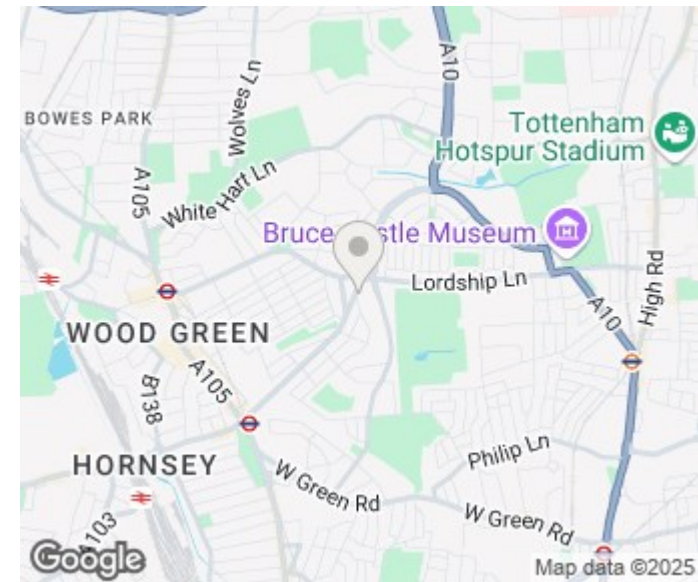 BOWES PARK
Wolves Ln
A10
Tottenham
Hotspur Stadium
A105
White Hart Ln
Bruce
stle Museum
Lordship Ln
High Rd
A10
WOOD GREEN
A105
B138
HORNSEY
Philip Ln
W Green Rd
W Green Rd
A103
Google
Map data ©2025